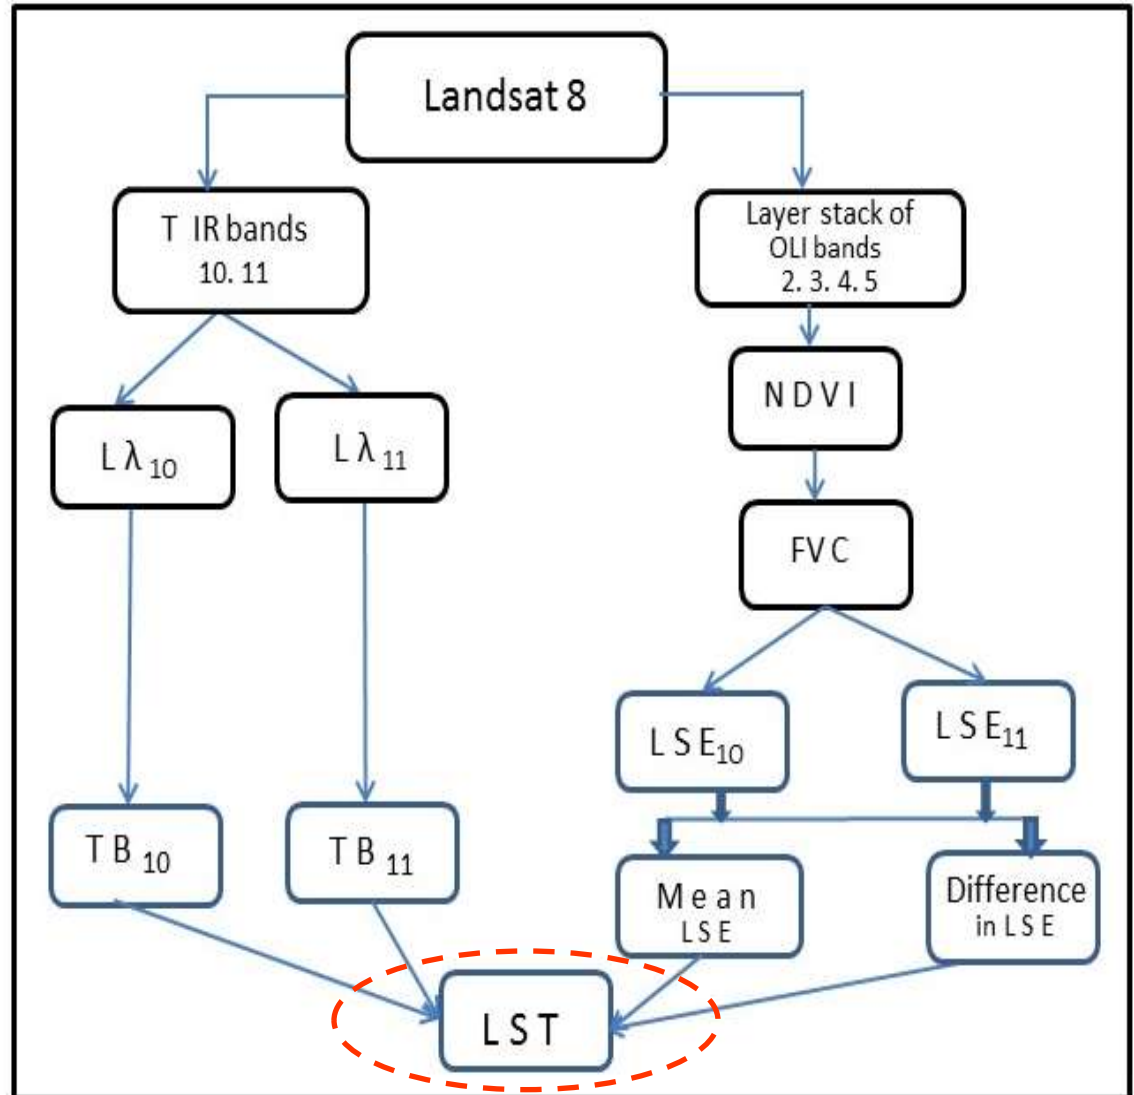 Landsat 8
T IR bands
10. 11
Layer stack of
OLI bands
2. 3. 4. 5
N D V I
L λ 10
L λ 11
FV C
L S E10
L S E11
T B 10
T B 11
M e a n
L S E
Difference
in L S E
L S T